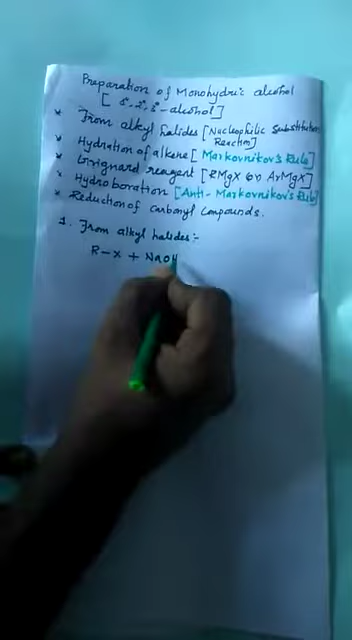 Preparation of Monohydric alcohol
[1°, 2°, 3° - alcohol]
* From alkyl halides [Nucleophilic Substitution
Reactin]
* Hydration of alkene [Markovnikov's Rule]
* Grignard reagent [RMgX or ArMgX]
* Hydroboration [Anti-Markovnikov's Rule]
* Reduction of Carbonyl Compounds.
1. From alkyl halides:-
R-X + NaOH